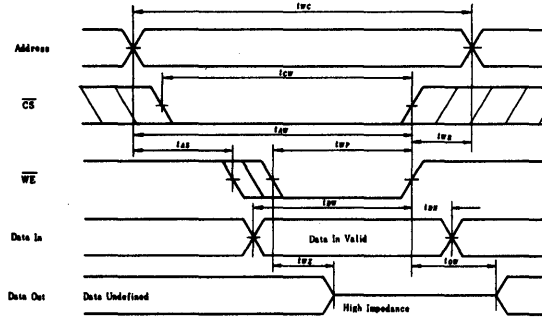 tWC
Address
tCW
CS
tAW
tWR
tAS
tWP
WE
tDW
tDH
Data In
Data In Valid
tWZ
tOW
Data Out
Data Undefined
High Impedance